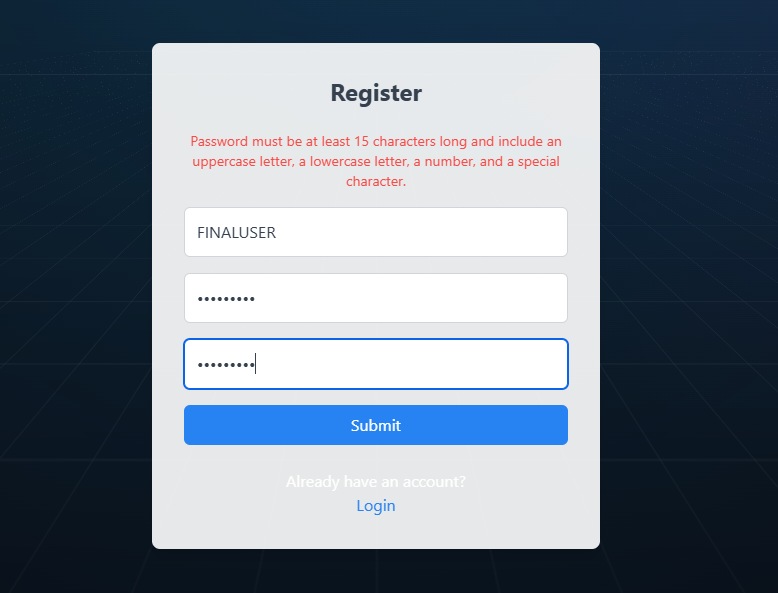 Register
Password must be at least 15 characters long and include an
uppercase letter, a lowercase letter, a number, and a special
character.
FINALUSER
•••••••••
•••••••••
Submit
Already have an account?
Login